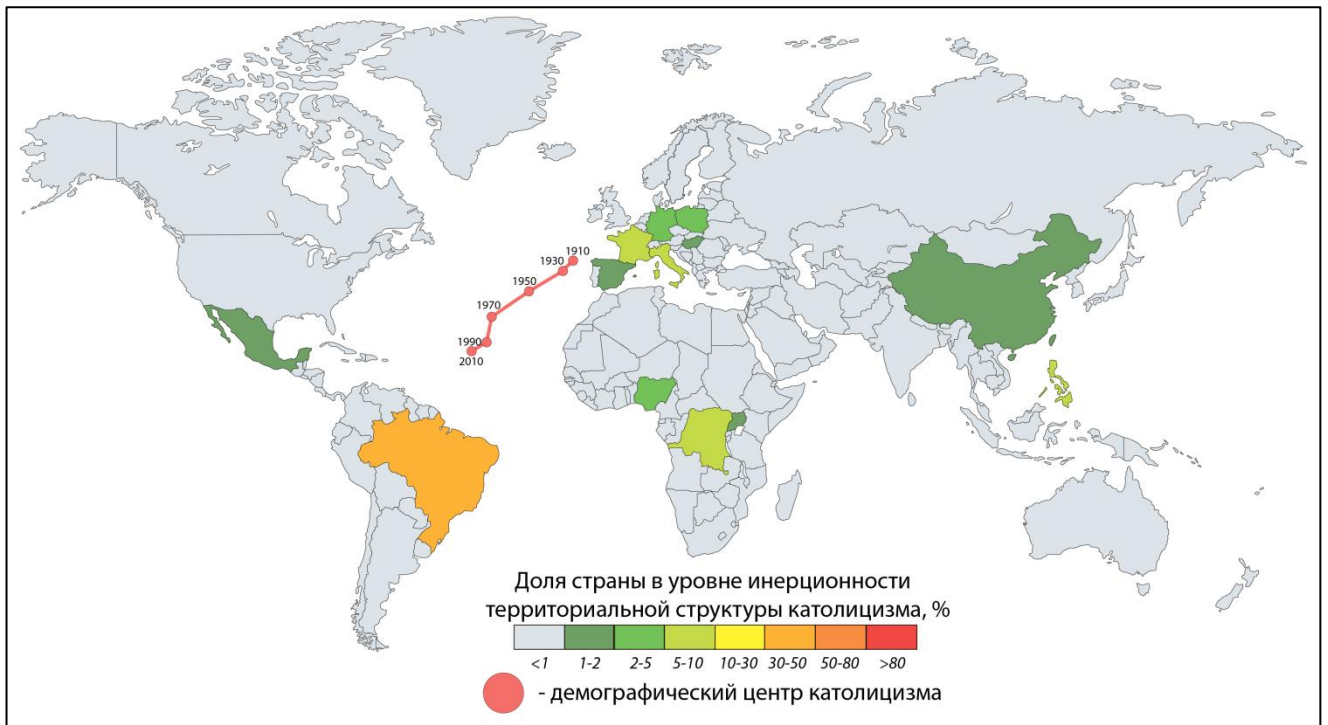 1910
1930
1950
1970
1990
2010
Доля страны в уровне инерционности
территориальной структуры католицизма, %
<1 1-2 2-5 5-10 10-30 30-50 50-80 >80
- демографический центр католицизма